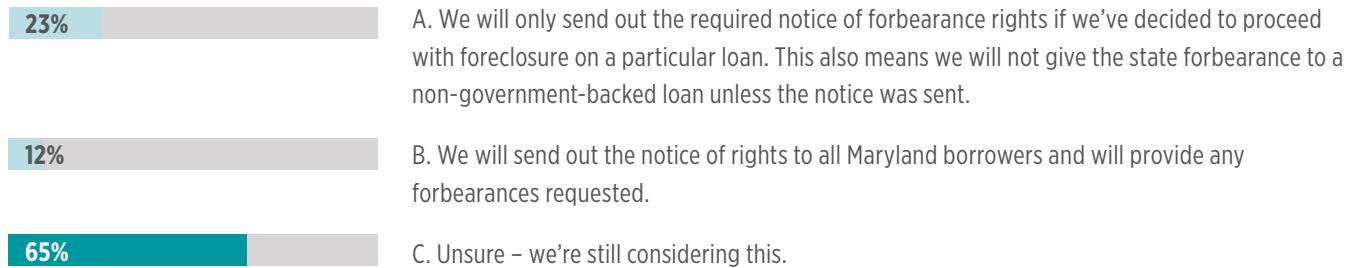 23%
A. We will only send out the required notice of forbearance rights if we’ve decided to proceed
with foreclosure on a particular loan. This also means we will not give the state forbearance to a
non-government-backed loan unless the notice was sent.
12%
B. We will send out the notice of rights to all Maryland borrowers and will provide any
forbearances requested.
65%
C. Unsure – we’re still considering this.